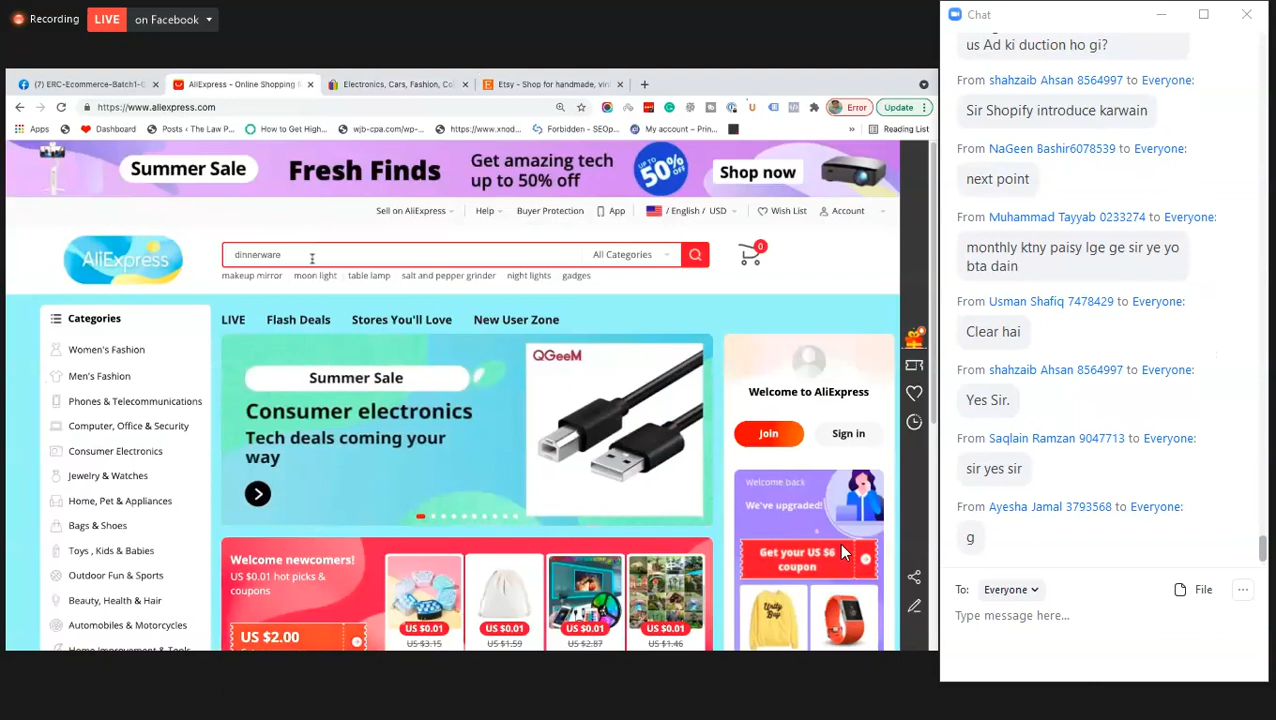 Recording
LIVE on Facebook
(7) ERC-Ecommerce-Batch1-
AliExpress - Online Shopping
Electronics, Cars, Fashion, Co
Etsy - Shop for handmade, vin
https://www.aliexpress.com
Error
Update
Apps
Dashboard
Posts ‹ The Law P...
How to Get High...
wjb-cpa.com/wp-...
https://www.xnod...
Forbidden - SEOp...
My account – Prin...
»
Reading List
Summer Sale
Fresh Finds
Get amazing tech
up to 50% off
UP TO
50%
Shop now
Sell on AliExpress
Help
Buyer Protection
App
/ English / USD
Wish List
Account
AliExpress
dinnerware
All Categories
0
makeup mirror
moon light
table lamp
salt and pepper grinder
night lights
gadges
Categories
Women's Fashion
Men's Fashion
Phones & Telecommunications
Computer, Office & Security
Consumer Electronics
Jewelry & Watches
Home, Pet & Appliances
Bags & Shoes
Toys , Kids & Babies
Outdoor Fun & Sports
Beauty, Health & Hair
Automobiles & Motorcycles
Home Improvement & Tools
LIVE
Flash Deals
Stores You'll Love
New User Zone
Summer Sale
Consumer electronics
Tech deals coming your
way
QGeeM
Welcome to AliExpress
Join
Sign in
Welcome back
We've upgraded!
Get your US $6
coupon
Welcome newcomers!
US $0.01 hot picks &
coupons
US $2.00
US $0.01
US $3.15
US $0.01
US $1.59
US $0.01
US $2.87
US $0.01
US $1.46
Chat
us Ad ki duction ho gi?
From shahzaib Ahsan 8564997 to Everyone:
Sir Shopify introduce karwain
From NaGeen Bashir6078539 to Everyone:
next point
From Muhammad Tayyab 0233274 to Everyone:
monthly ktny paisy lge ge sir ye yo
bta dain
From Usman Shafiq 7478429 to Everyone:
Clear hai
From shahzaib Ahsan 8564997 to Everyone:
Yes Sir.
From Saqlain Ramzan 9047713 to Everyone:
sir yes sir
From Ayesha Jamal 3793568 to Everyone:
g
To: Everyone
File
Type message here...